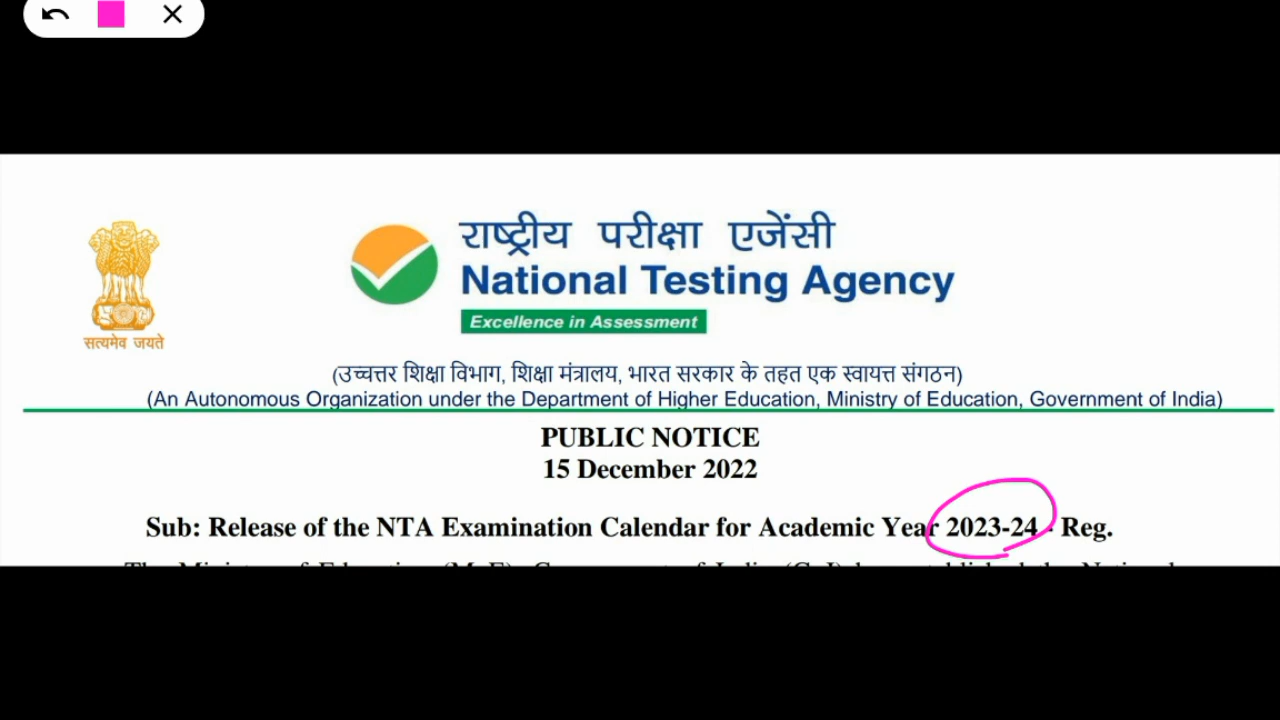 राष्ट्रीय परीक्षा एजेंसी
National Testing Agency
Excellence in Assessment
सत्यमेव जयते
(उच्चत्तर शिक्षा विभाग, शिक्षा मंत्रालय, भारत सरकार के तहत एक स्वायत्त संगठन)
(An Autonomous Organization under the Department of Higher Education, Ministry of Education, Government of India)
PUBLIC NOTICE
15 December 2022
Sub: Release of the NTA Examination Calendar for Academic Year 2023-24 - Reg.